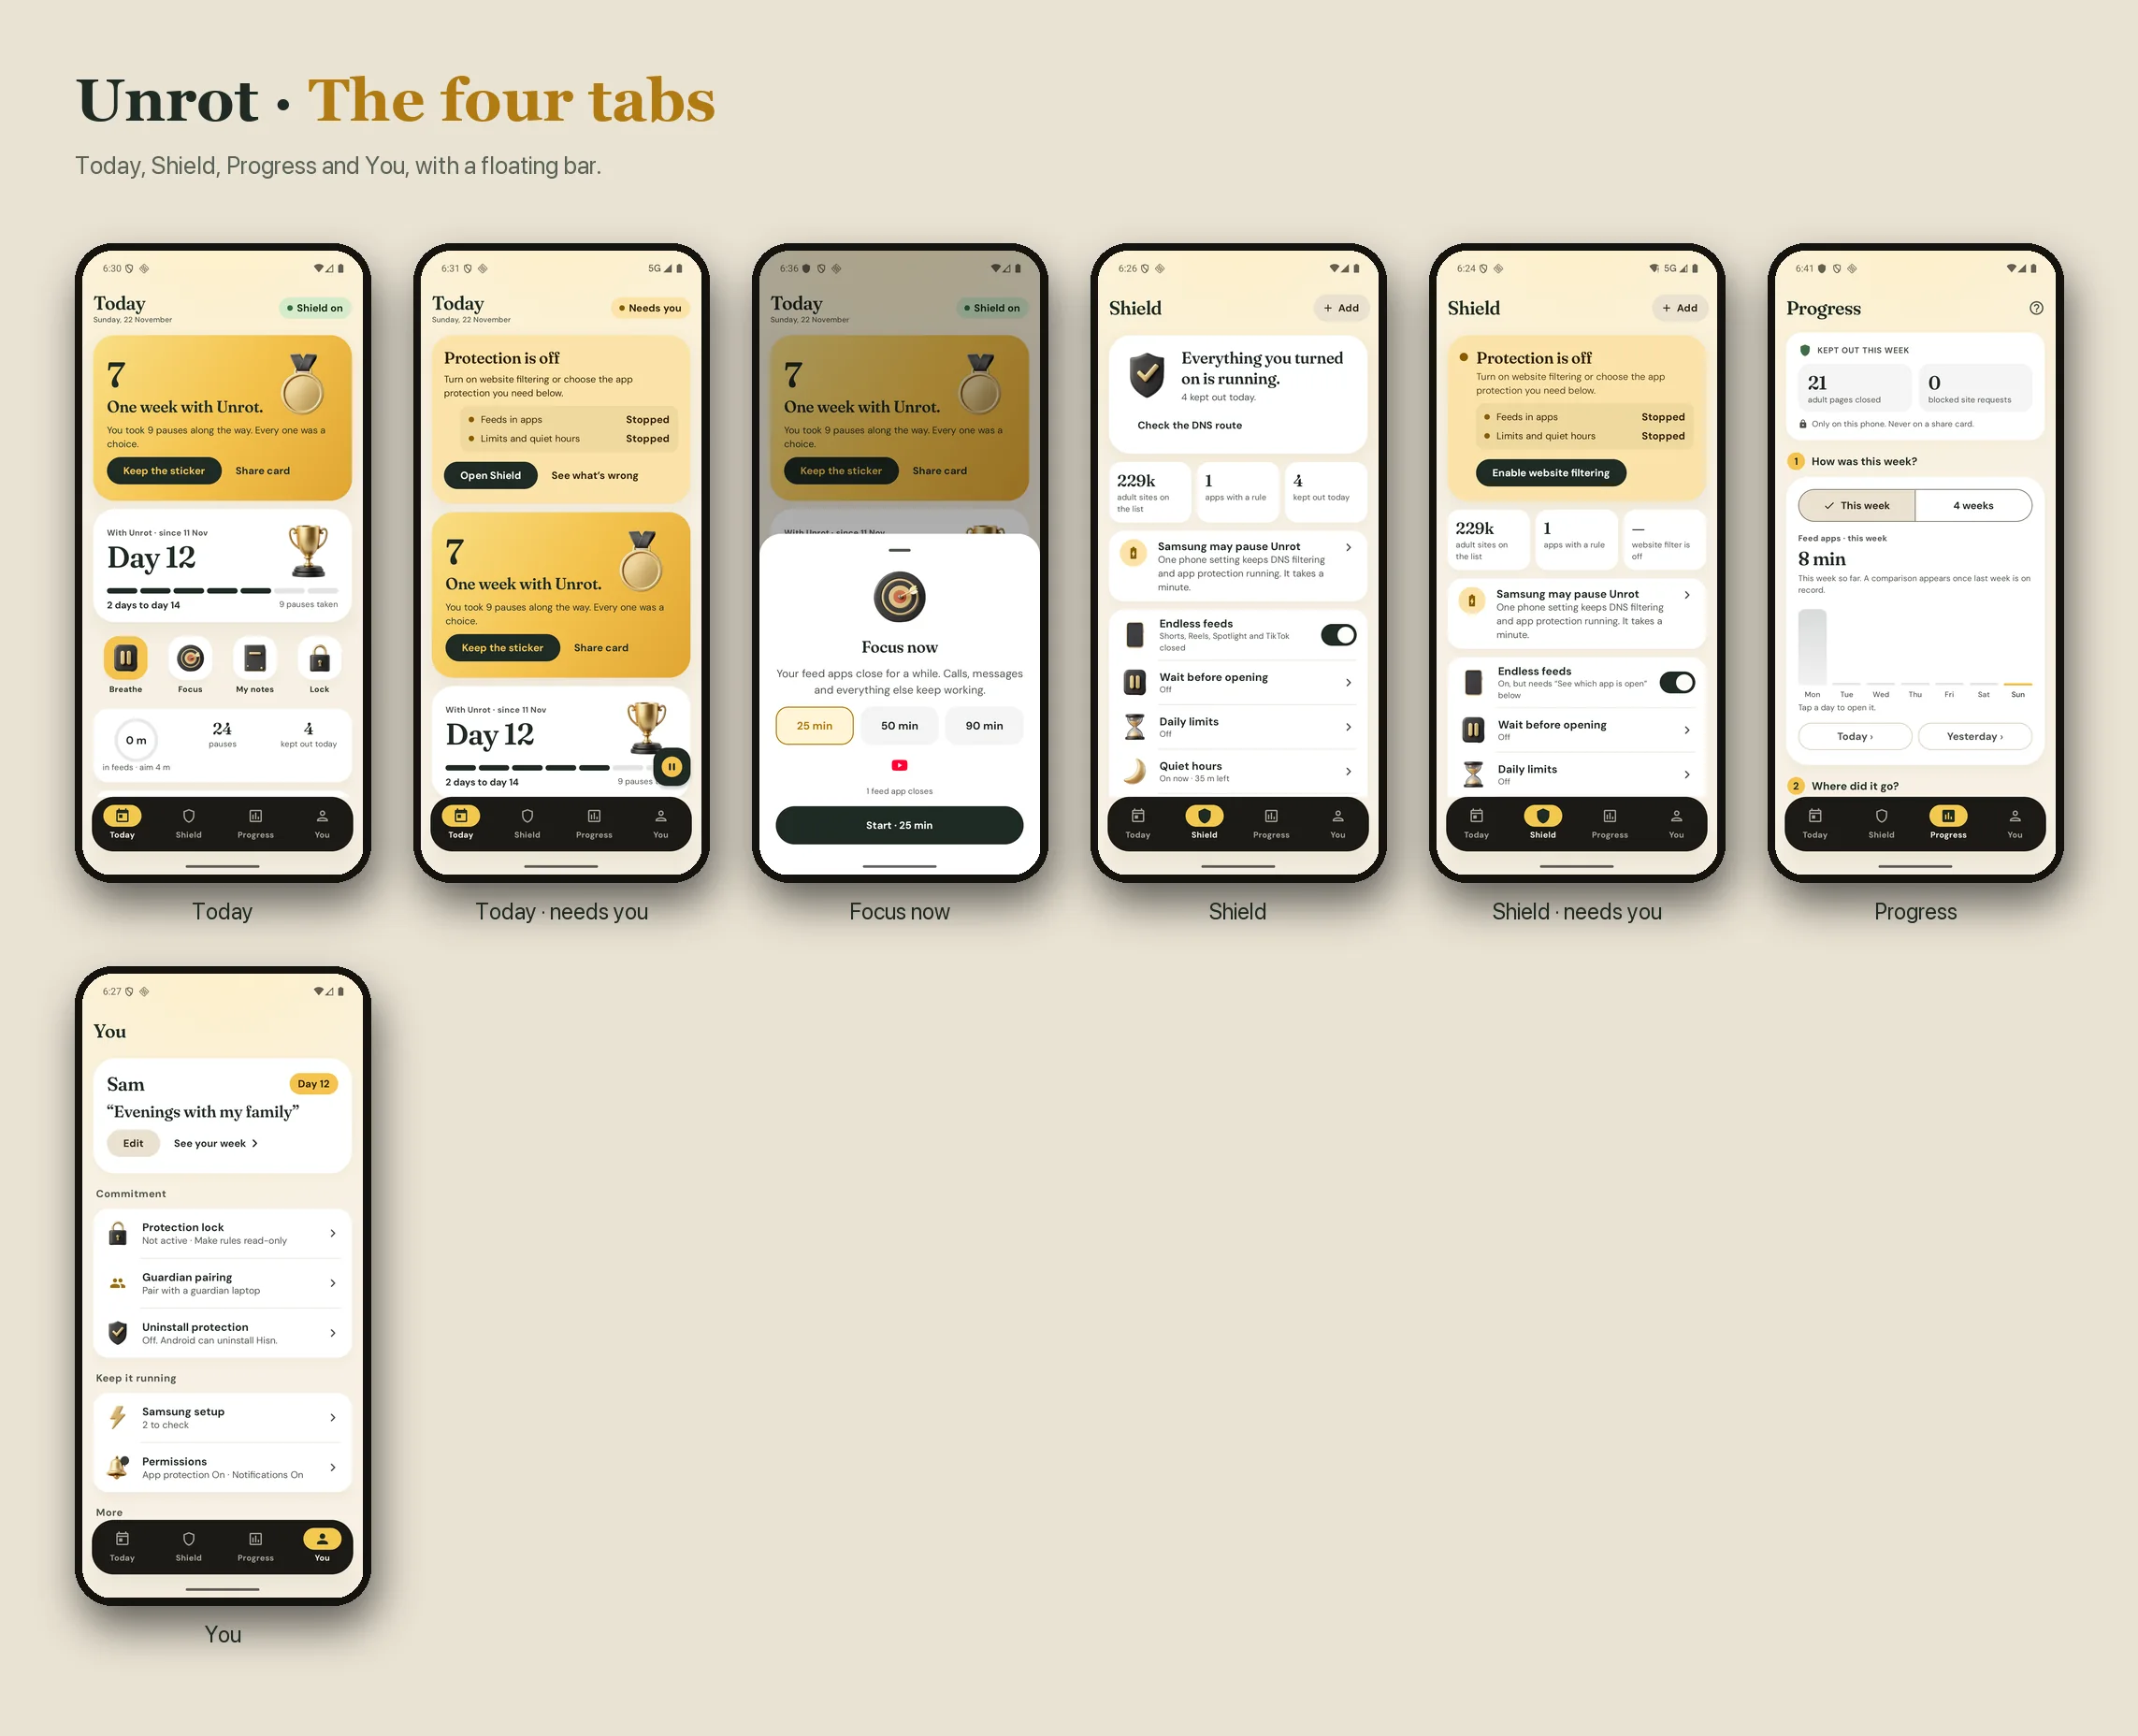 Unrot · The four tabs
Today, Shield, Progress and You, with a floating bar.
6:30
Today
Sunday, 22 November
Shield on
7
One week with Unrot.
You took 9 pauses along the way. Every one was a
choice.
Keep the sticker
Share card
With Unrot · since 11 Nov
Day 12
2 days to day 14
9 pauses taken
Breathe
Focus
My notes
Lock
0 m
in feeds · aim 4 m
24
pauses
4
kept out today
Today
Shield
Progress
You
Today
6:31
5G
Today
Sunday, 22 November
Needs you
Protection is off
Turn on website filtering or choose the app
protection you need below.
Feeds in apps
Stopped
Limits and quiet hours
Stopped
Open Shield
See what's wrong
7
One week with Unrot.
You took 9 pauses along the way. Every one was a
choice.
Keep the sticker
Share card
With Unrot · since 11 Nov
Day 12
2 days to day 14
9 pauses
Today
Shield
Progress
You
Today · needs you
6:36
Today
Sunday, 22 November
Shield on
7
One week with Unrot.
You took 9 pauses along the way. Every one was a
choice.
Keep the sticker
Share card
With Unrot · since 11 Nov
Focus now
Your feed apps close for a while. Calls, messages
and everything else keep working.
25 min
50 min
90 min
1 feed app closes
Start · 25 min
Focus now
6:26
Shield
+ Add
Everything you turned
on is running.
4 kept out today.
Check the DNS route
229k
adult sites on
the list
1
apps with a rule
4
kept out today
Samsung may pause Unrot
One phone setting keeps DNS filtering
and app protection running. It takes a
minute.
Endless feeds
Shorts, Reels, Spotlight and TikTok
closed
Wait before opening
Off
Daily limits
Off
Quiet hours
On now · 35 m left
Today
Shield
Progress
You
Shield
6:24
5G
Shield
+ Add
Protection is off
Turn on website filtering or choose the app
protection you need below.
Feeds in apps
Stopped
Limits and quiet hours
Stopped
Enable website filtering
229k
adult sites on
the list
1
apps with a rule
—
website filter is
off
Samsung may pause Unrot
One phone setting keeps DNS filtering
and app protection running. It takes a
minute.
Endless feeds
On, but needs “See which app is open”
below
Wait before opening
Off
Daily limits
Off
Today
Shield
Progress
You
Shield · needs you
6:41
Progress
KEPT OUT THIS WEEK
21
adult pages closed
0
blocked site requests
Only on this phone. Never on a share card.
1 How was this week?
This week
4 weeks
Feed apps · this week
8 min
This week so far. A comparison appears once last week is on
record.
Mon Tue Wed Thu Fri Sat Sun
Tap a day to open it.
Today ›
Yesterday ›
2 Where did it go?
Today
Shield
Progress
You
Progress
6:27
You
Sam
Day 12
“Evenings with my family”
Edit
See your week
Commitment
Protection lock
Not active · Make rules read-only
Guardian pairing
Pair with a guardian laptop
Uninstall protection
Off. Android can uninstall Hisn.
Keep it running
Samsung setup
2 to check
Permissions
App protection On · Notifications On
More
Today
Shield
Progress
You
You